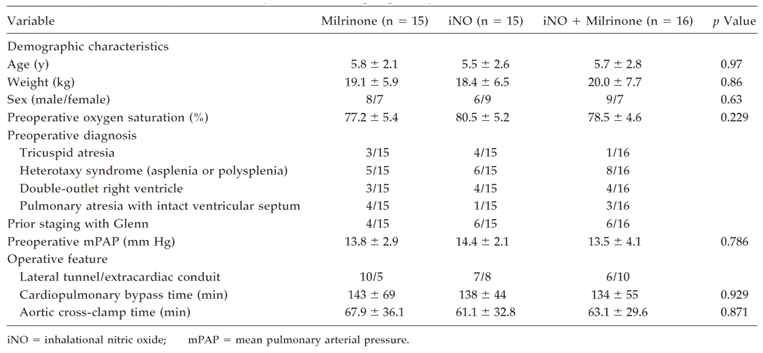 Variable Milrinone (n = 15) iNO (n = 15) iNO + Milrinone (n = 16) p Value
Demographic characteristics
Age (y) 5.8 ± 2.1 5.5 ± 2.6 5.7 ± 2.8 0.97
Weight (kg) 19.1 ± 5.9 18.4 ± 6.5 20.0 ± 7.7 0.86
Sex (male/female) 8/7 6/9 9/7 0.63
Preoperative oxygen saturation (%) 77.2 ± 5.4 80.5 ± 5.2 78.5 ± 4.6 0.229
Preoperative diagnosis
Tricuspid atresia 3/15 4/15 1/16
Heterotaxy syndrome (asplenia or polysplenia) 5/15 6/15 8/16
Double-outlet right ventricle 3/15 4/15 4/16
Pulmonary atresia with intact ventricular septum 4/15 1/15 3/16
Prior staging with Glenn 4/15 6/15 6/16
Preoperative mPAP (mm Hg) 13.8 ± 2.9 14.4 ± 2.1 13.5 ± 4.1 0.786
Operative feature
Lateral tunnel/extracardiac conduit 10/5 7/8 6/10
Cardiopulmonary bypass time (min) 143 ± 69 138 ± 44 134 ± 55 0.929
Aortic cross-clamp time (min) 67.9 ± 36.1 61.1 ± 32.8 63.1 ± 29.6 0.871
iNO = inhalational nitric oxide; mPAP = mean pulmonary arterial pressure.